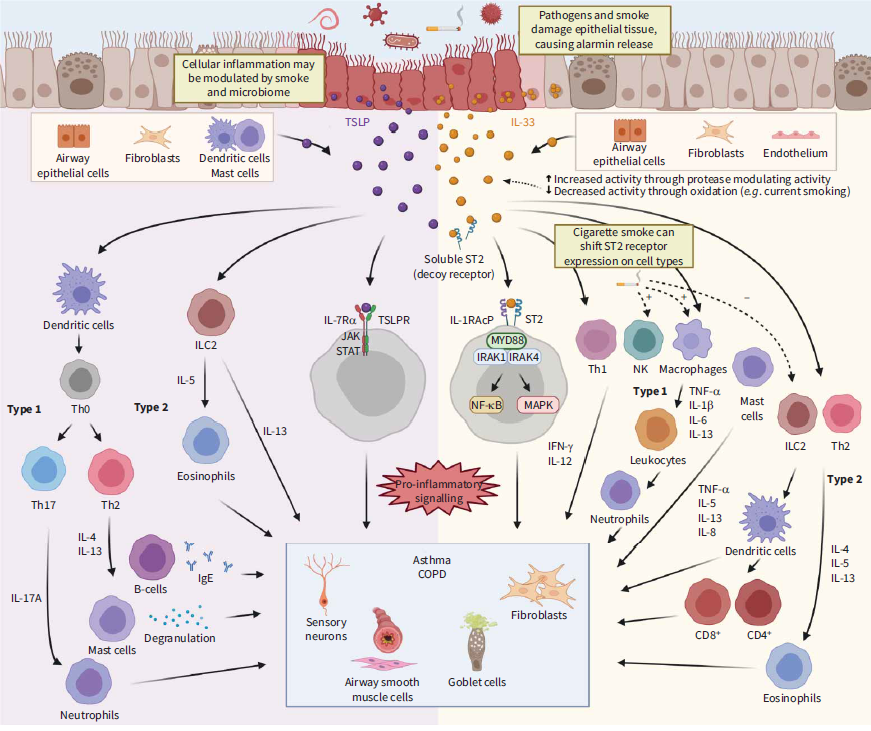 Pathogens and smoke
damage epithelial tissue,
causing alarmin release
Cellular inflammation may
be modulated by smoke
and microbiome
TSLP
IL-33
Airway
epithelial cells
Fibroblasts
Dendritic cells
Mast cells
Airway
epithelial cells
Fibroblasts
Endothelium
↑ Increased activity through protease modulating activity
↓ Decreased activity through oxidation (e.g. current smoking)
Cigarette smoke can
shift ST2 receptor
expression on cell types
Soluble ST2
(decoy receptor)
Dendritic cells
ILC2
IL-7Rα
TSLPR
JAK
STAT
IL-1RAcP
ST2
MYD88
IRAK1
IRAK4
NF-κB
MAPK
+
+
–
Th1
NK
Macrophages
Mast
cells
ILC2
Th2
Type 1
Th0
Type 2
IL-5
IL-13
Eosinophils
Th17
Th2
IL-4
IL-13
IL-17A
B-cells
IgE
Mast cells
Degranulation
Neutrophils
Pro-inflammatory
signalling
IFN-γ
IL-12
Type 1
TNF-α
IL-1β
IL-6
IL-13
Leukocytes
Neutrophils
Type 2
TNF-α
IL-5
IL-13
IL-8
Dendritic cells
IL-4
IL-5
IL-13
CD8⁺
CD4⁺
Eosinophils
Asthma
COPD
Sensory
neurons
Fibroblasts
Airway smooth
muscle cells
Goblet cells